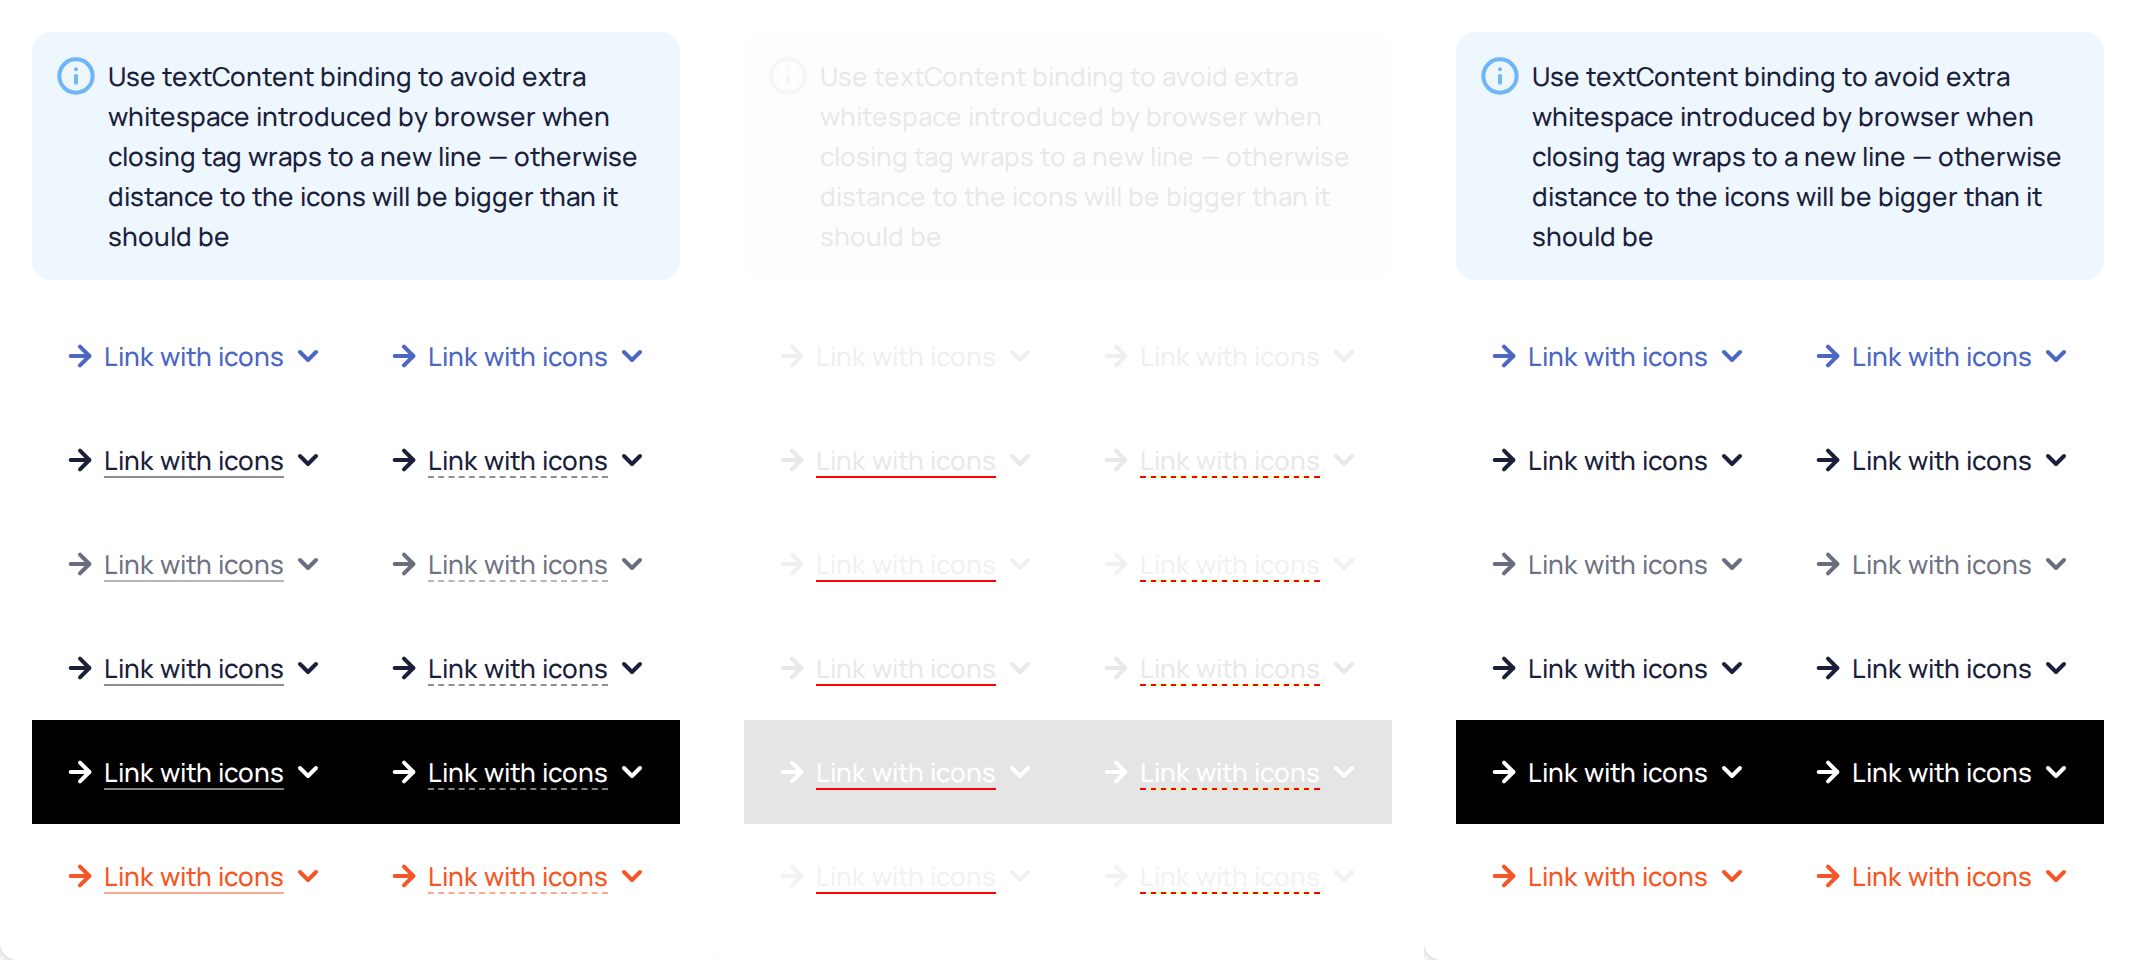 Use textContent binding to avoid extra
whitespace introduced by browser when
closing tag wraps to a new line — otherwise
distance to the icons will be bigger than it
should be
Link with icons Link with icons
Link with icons Link with icons
Link with icons Link with icons
Link with icons Link with icons
Link with icons Link with icons
Link with icons Link with icons
Use textContent binding to avoid extra
whitespace introduced by browser when
closing tag wraps to a new line — otherwise
distance to the icons will be bigger than it
should be
Link with icons Link with icons
Link with icons Link with icons
Link with icons Link with icons
Link with icons Link with icons
Link with icons Link with icons
Link with icons Link with icons
Use textContent binding to avoid extra
whitespace introduced by browser when
closing tag wraps to a new line — otherwise
distance to the icons will be bigger than it
should be
Link with icons Link with icons
Link with icons Link with icons
Link with icons Link with icons
Link with icons Link with icons
Link with icons Link with icons
Link with icons Link with icons